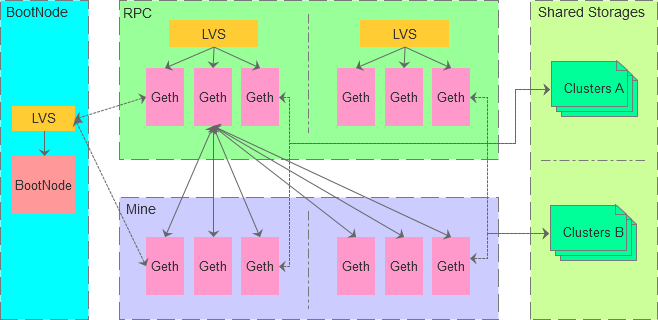 BootNode
LVS
BootNode
RPC
LVS
LVS
Geth
Geth
Geth
Geth
Geth
Geth
Mine
Geth
Geth
Geth
Geth
Geth
Geth
Shared Storages
Clusters A
Clusters B